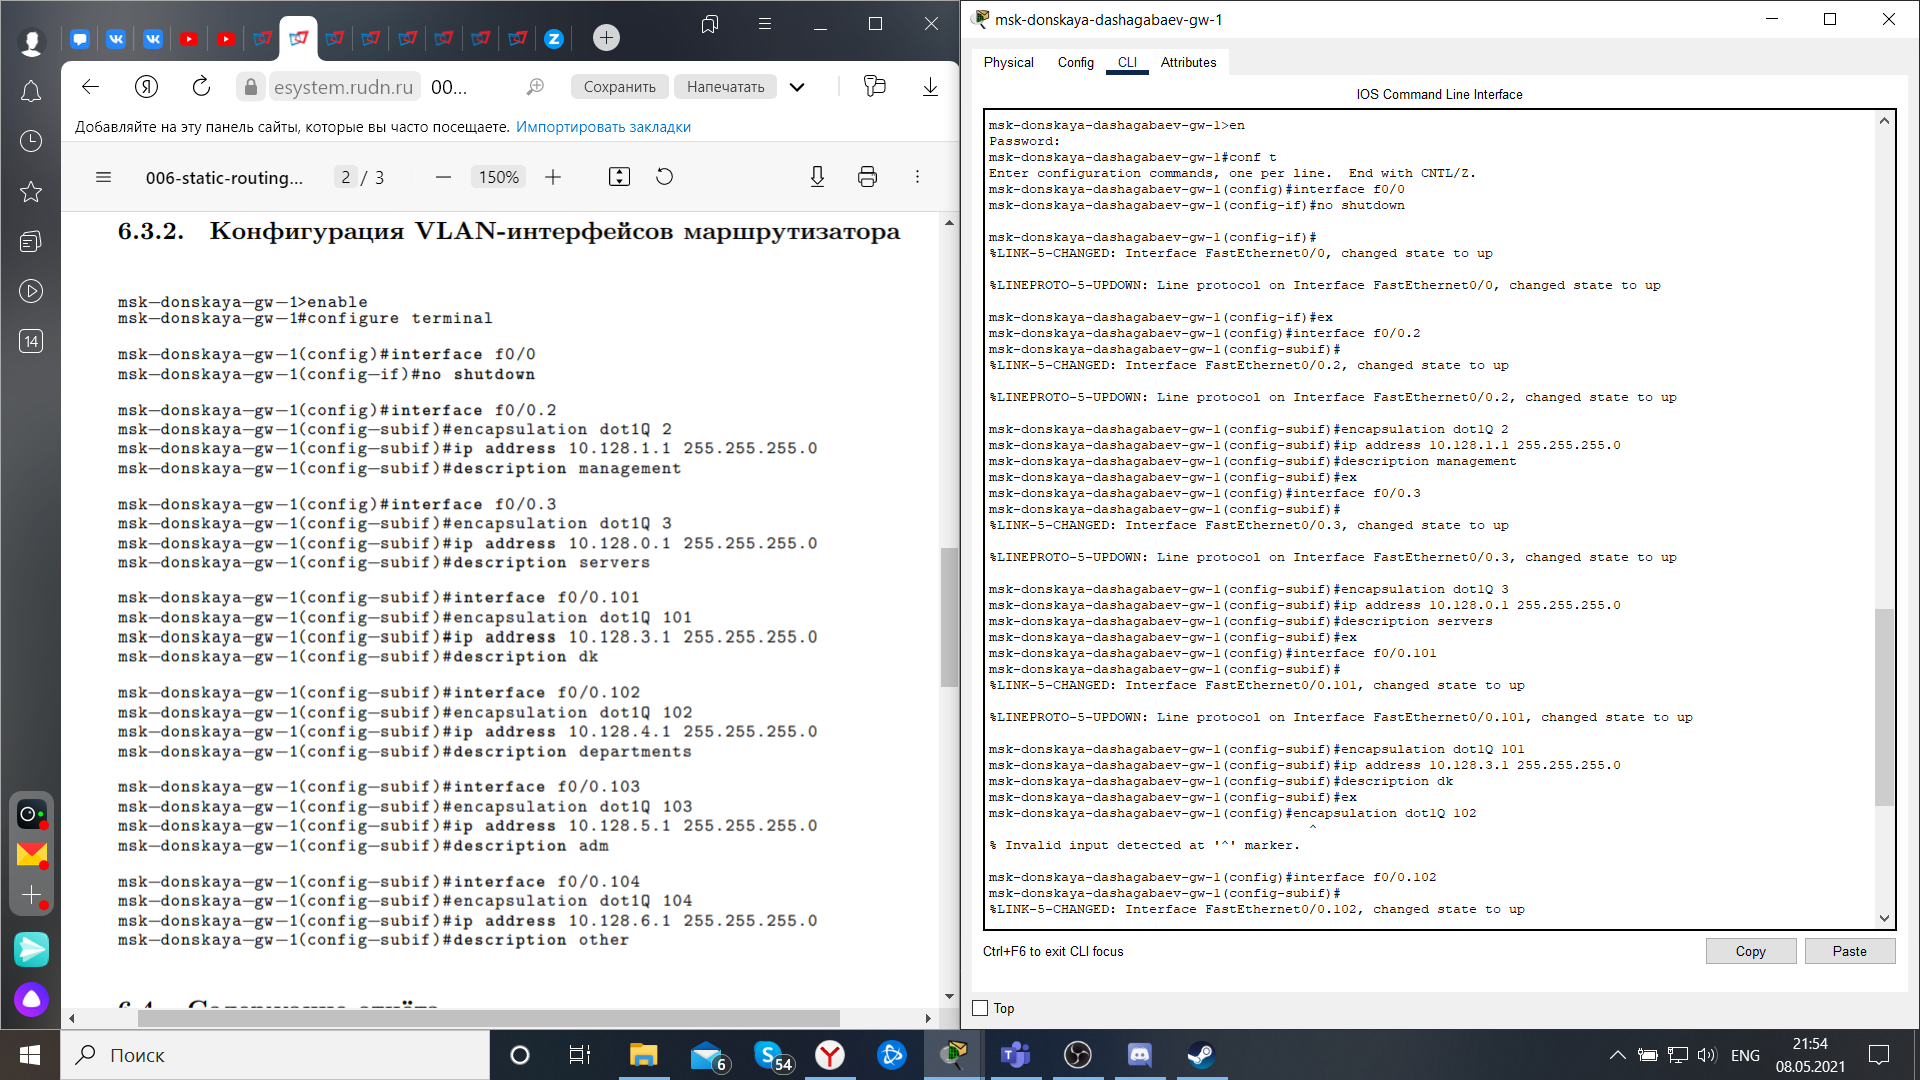 esystem.rudn.ru
00...
Сохранить
Напечатать
Добавляйте на эту панель сайты, которые вы часто посещаете. Импортировать закладки
006-static-routing...
2 / 3
150%
14
6.3.2. Конфигурация VLAN-интерфейсов маршрутизатора
msk—donskaya—gw—1>enable
msk—donskaya—gw—1#configure terminal
msk—donskaya—gw—1(config)#interface f0/0
msk—donskaya—gw—1(config—if)#no shutdown
msk—donskaya—gw—1(config)#interface f0/0.2
msk—donskaya—gw—1(config—subif)#encapsulation dot1Q 2
msk—donskaya—gw—1(config—subif)#ip address 10.128.1.1 255.255.255.0
msk—donskaya—gw—1(config—subif)#description management
msk—donskaya—gw—1(config)#interface f0/0.3
msk—donskaya—gw—1(config—subif)#encapsulation dot1Q 3
msk—donskaya—gw—1(config—subif)#ip address 10.128.0.1 255.255.255.0
msk—donskaya—gw—1(config—subif)#description servers
msk—donskaya—gw—1(config—subif)#interface f0/0.101
msk—donskaya—gw—1(config—subif)#encapsulation dot1Q 101
msk—donskaya—gw—1(config—subif)#ip address 10.128.3.1 255.255.255.0
msk—donskaya—gw—1(config—subif)#description dk
msk—donskaya—gw—1(config—subif)#interface f0/0.102
msk—donskaya—gw—1(config—subif)#encapsulation dot1Q 102
msk—donskaya—gw—1(config—subif)#ip address 10.128.4.1 255.255.255.0
msk—donskaya—gw—1(config—subif)#description departments
msk—donskaya—gw—1(config—subif)#interface f0/0.103
msk—donskaya—gw—1(config—subif)#encapsulation dot1Q 103
msk—donskaya—gw—1(config—subif)#ip address 10.128.5.1 255.255.255.0
msk—donskaya—gw—1(config—subif)#description adm
msk—donskaya—gw—1(config—subif)#interface f0/0.104
msk—donskaya—gw—1(config—subif)#encapsulation dot1Q 104
msk—donskaya—gw—1(config—subif)#ip address 10.128.6.1 255.255.255.0
msk—donskaya—gw—1(config—subif)#description other
msk-donskaya-dashagabaev-gw-1
Physical Config CLI Attributes
IOS Command Line Interface
msk-donskaya-dashagabaev-gw-1>en
Password:
msk-donskaya-dashagabaev-gw-1#conf t
Enter configuration commands, one per line.  End with CNTL/Z.
msk-donskaya-dashagabaev-gw-1(config)#interface f0/0
msk-donskaya-dashagabaev-gw-1(config-if)#no shutdown
msk-donskaya-dashagabaev-gw-1(config-if)#
%LINK-5-CHANGED: Interface FastEthernet0/0, changed state to up
%LINEPROTO-5-UPDOWN: Line protocol on Interface FastEthernet0/0, changed state to up
msk-donskaya-dashagabaev-gw-1(config-if)#ex
msk-donskaya-dashagabaev-gw-1(config)#interface f0/0.2
msk-donskaya-dashagabaev-gw-1(config-subif)#
%LINK-5-CHANGED: Interface FastEthernet0/0.2, changed state to up
%LINEPROTO-5-UPDOWN: Line protocol on Interface FastEthernet0/0.2, changed state to up
msk-donskaya-dashagabaev-gw-1(config-subif)#encapsulation dot1Q 2
msk-donskaya-dashagabaev-gw-1(config-subif)#ip address 10.128.1.1 255.255.255.0
msk-donskaya-dashagabaev-gw-1(config-subif)#description management
msk-donskaya-dashagabaev-gw-1(config-subif)#ex
msk-donskaya-dashagabaev-gw-1(config)#interface f0/0.3
msk-donskaya-dashagabaev-gw-1(config-subif)#
%LINK-5-CHANGED: Interface FastEthernet0/0.3, changed state to up
%LINEPROTO-5-UPDOWN: Line protocol on Interface FastEthernet0/0.3, changed state to up
msk-donskaya-dashagabaev-gw-1(config-subif)#encapsulation dot1Q 3
msk-donskaya-dashagabaev-gw-1(config-subif)#ip address 10.128.0.1 255.255.255.0
msk-donskaya-dashagabaev-gw-1(config-subif)#description servers
msk-donskaya-dashagabaev-gw-1(config-subif)#ex
msk-donskaya-dashagabaev-gw-1(config)#interface f0/0.101
msk-donskaya-dashagabaev-gw-1(config-subif)#
%LINK-5-CHANGED: Interface FastEthernet0/0.101, changed state to up
%LINEPROTO-5-UPDOWN: Line protocol on Interface FastEthernet0/0.101, changed state to up
msk-donskaya-dashagabaev-gw-1(config-subif)#encapsulation dot1Q 101
msk-donskaya-dashagabaev-gw-1(config-subif)#ip address 10.128.3.1 255.255.255.0
msk-donskaya-dashagabaev-gw-1(config-subif)#description dk
msk-donskaya-dashagabaev-gw-1(config-subif)#ex
msk-donskaya-dashagabaev-gw-1(config)#encapsulation dot1Q 102
^
% Invalid input detected at '^' marker.
msk-donskaya-dashagabaev-gw-1(config)#interface f0/0.102
msk-donskaya-dashagabaev-gw-1(config-subif)#
%LINK-5-CHANGED: Interface FastEthernet0/0.102, changed state to up
Ctrl+F6 to exit CLI focus
Copy
Paste
Top
Поиск
6
54
ENG
21:54
08.05.2021